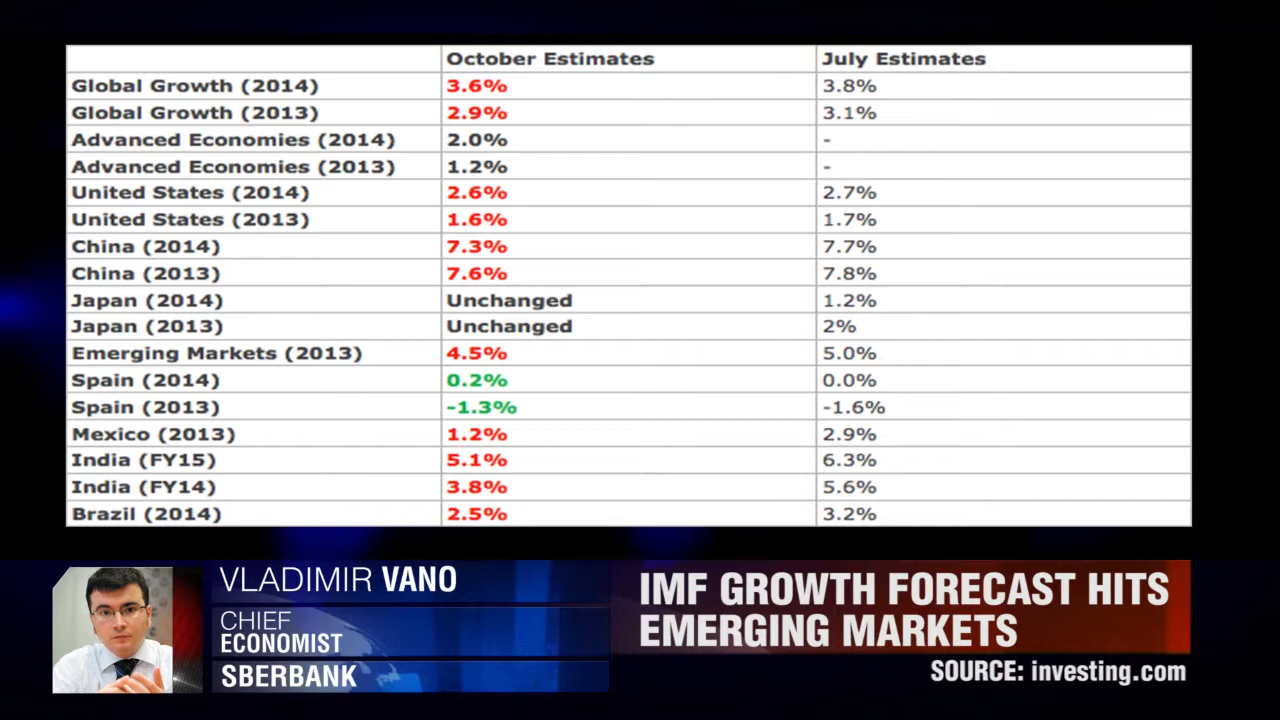 October Estimates July Estimates
Global Growth (2014) 3.6% 3.8%
Global Growth (2013) 2.9% 3.1%
Advanced Economies (2014) 2.0% -
Advanced Economies (2013) 1.2% -
United States (2014) 2.6% 2.7%
United States (2013) 1.6% 1.7%
China (2014) 7.3% 7.7%
China (2013) 7.6% 7.8%
Japan (2014) Unchanged 1.2%
Japan (2013) Unchanged 2%
Emerging Markets (2013) 4.5% 5.0%
Spain (2014) 0.2% 0.0%
Spain (2013) -1.3% -1.6%
Mexico (2013) 1.2% 2.9%
India (FY15) 5.1% 6.3%
India (FY14) 3.8% 5.6%
Brazil (2014) 2.5% 3.2%
VLADIMIR VANO
CHIEF
ECONOMIST
SBERBANK
IMF GROWTH FORECAST HITS
EMERGING MARKETS
SOURCE: investing.com